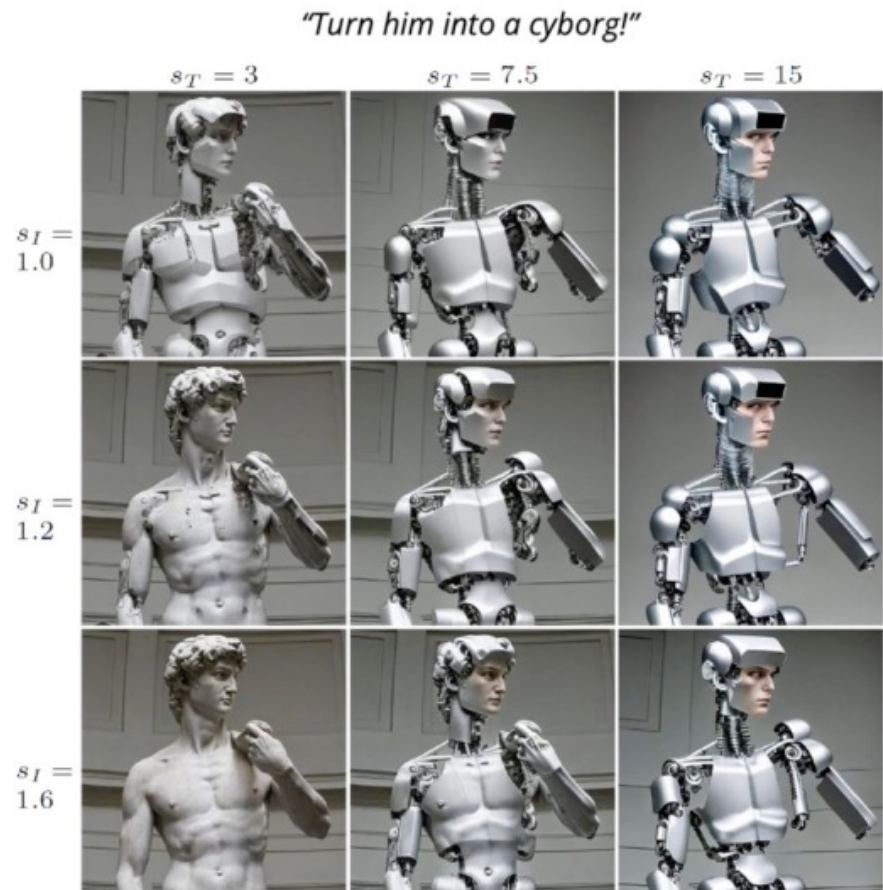 “Turn him into a cyborg!”
s_T = 3
s_T = 7.5
s_T = 15
s_I =
1.0
s_I =
1.2
s_I =
1.6